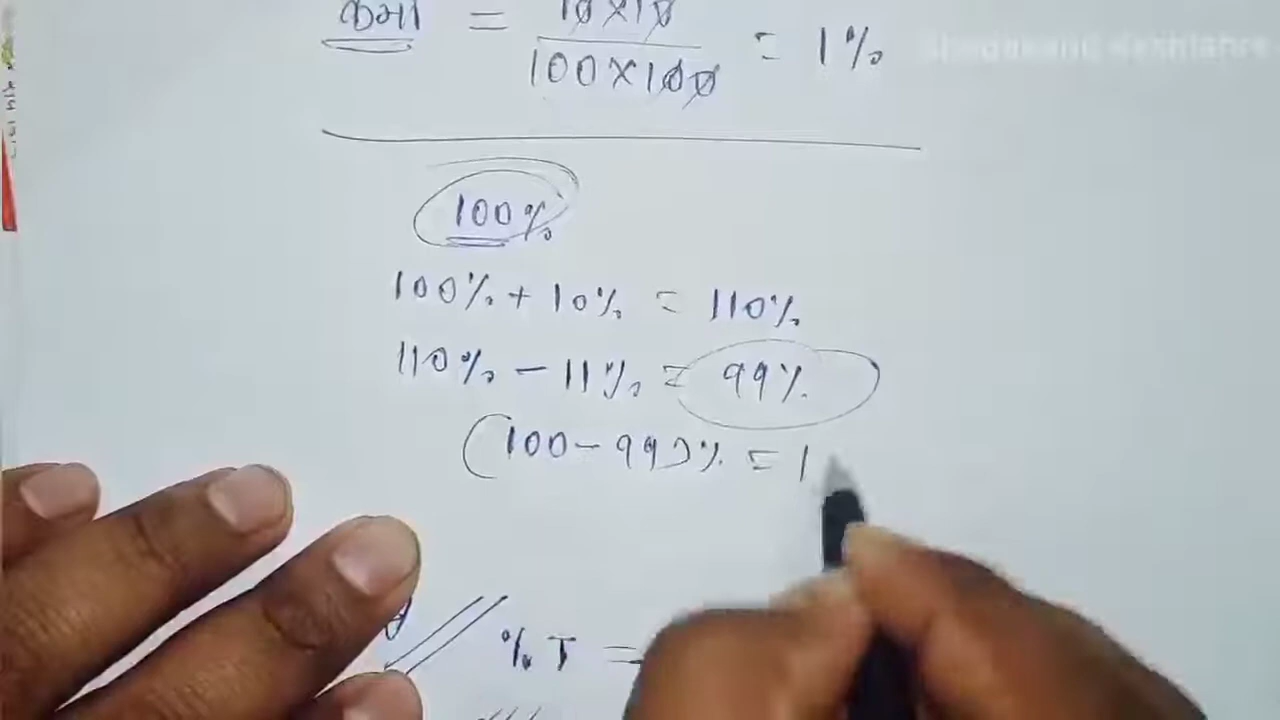 कमी = 10×10 / 100×100 = 1%
100%
100% + 10% = 110%
110% - 11% = 99%
(100 - 99)% = 1
% T =